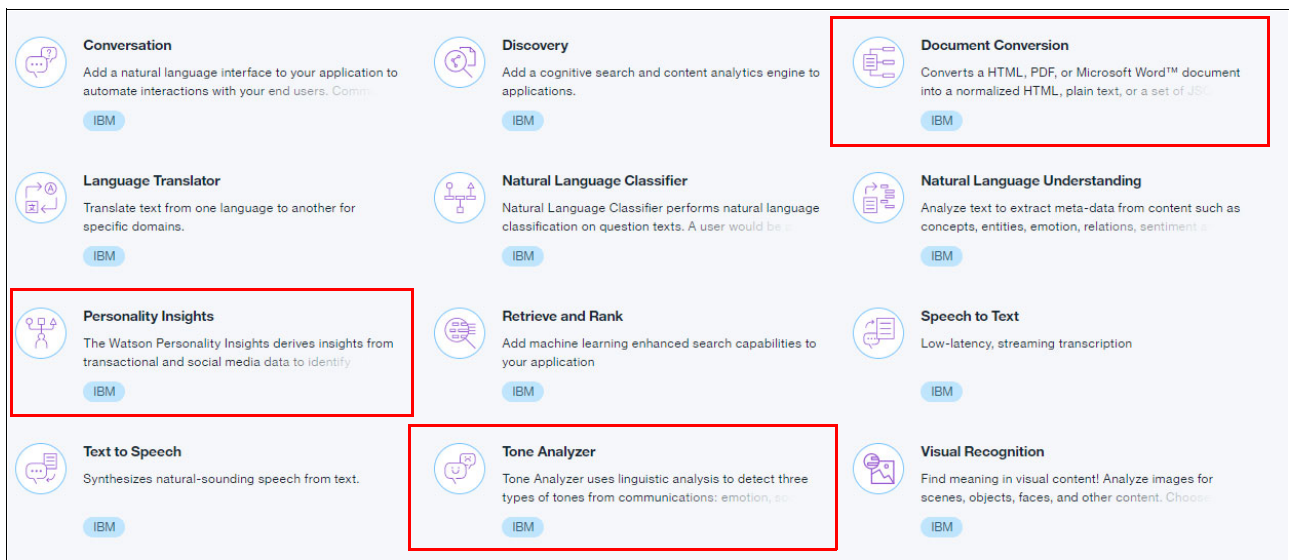 Conversation
Add a natural language interface to your application to
automate interactions with your end users. Comm
IBM
Discovery
Add a cognitive search and content analytics engine to
applications.
IBM
Document Conversion
Converts a HTML, PDF, or Microsoft Word™ document
into a normalized HTML, plain text, or a set of JSO
IBM
Language Translator
Translate text from one language to another for
specific domains.
IBM
Natural Language Classifier
Natural Language Classifier performs natural language
classification on question texts. A user would be a
IBM
Natural Language Understanding
Analyze text to extract meta-data from content such as
concepts, entities, emotion, relations, sentiment a
IBM
Personality Insights
The Watson Personality Insights derives insights from
transactional and social media data to identify
IBM
Retrieve and Rank
Add machine learning enhanced search capabilities to
your application
IBM
Speech to Text
Low-latency, streaming transcription
IBM
Text to Speech
Synthesizes natural-sounding speech from text.
IBM
Tone Analyzer
Tone Analyzer uses linguistic analysis to detect three
types of tones from communications: emotion, so
IBM
Visual Recognition
Find meaning in visual content! Analyze images for
scenes, objects, faces, and other content. Choose
IBM